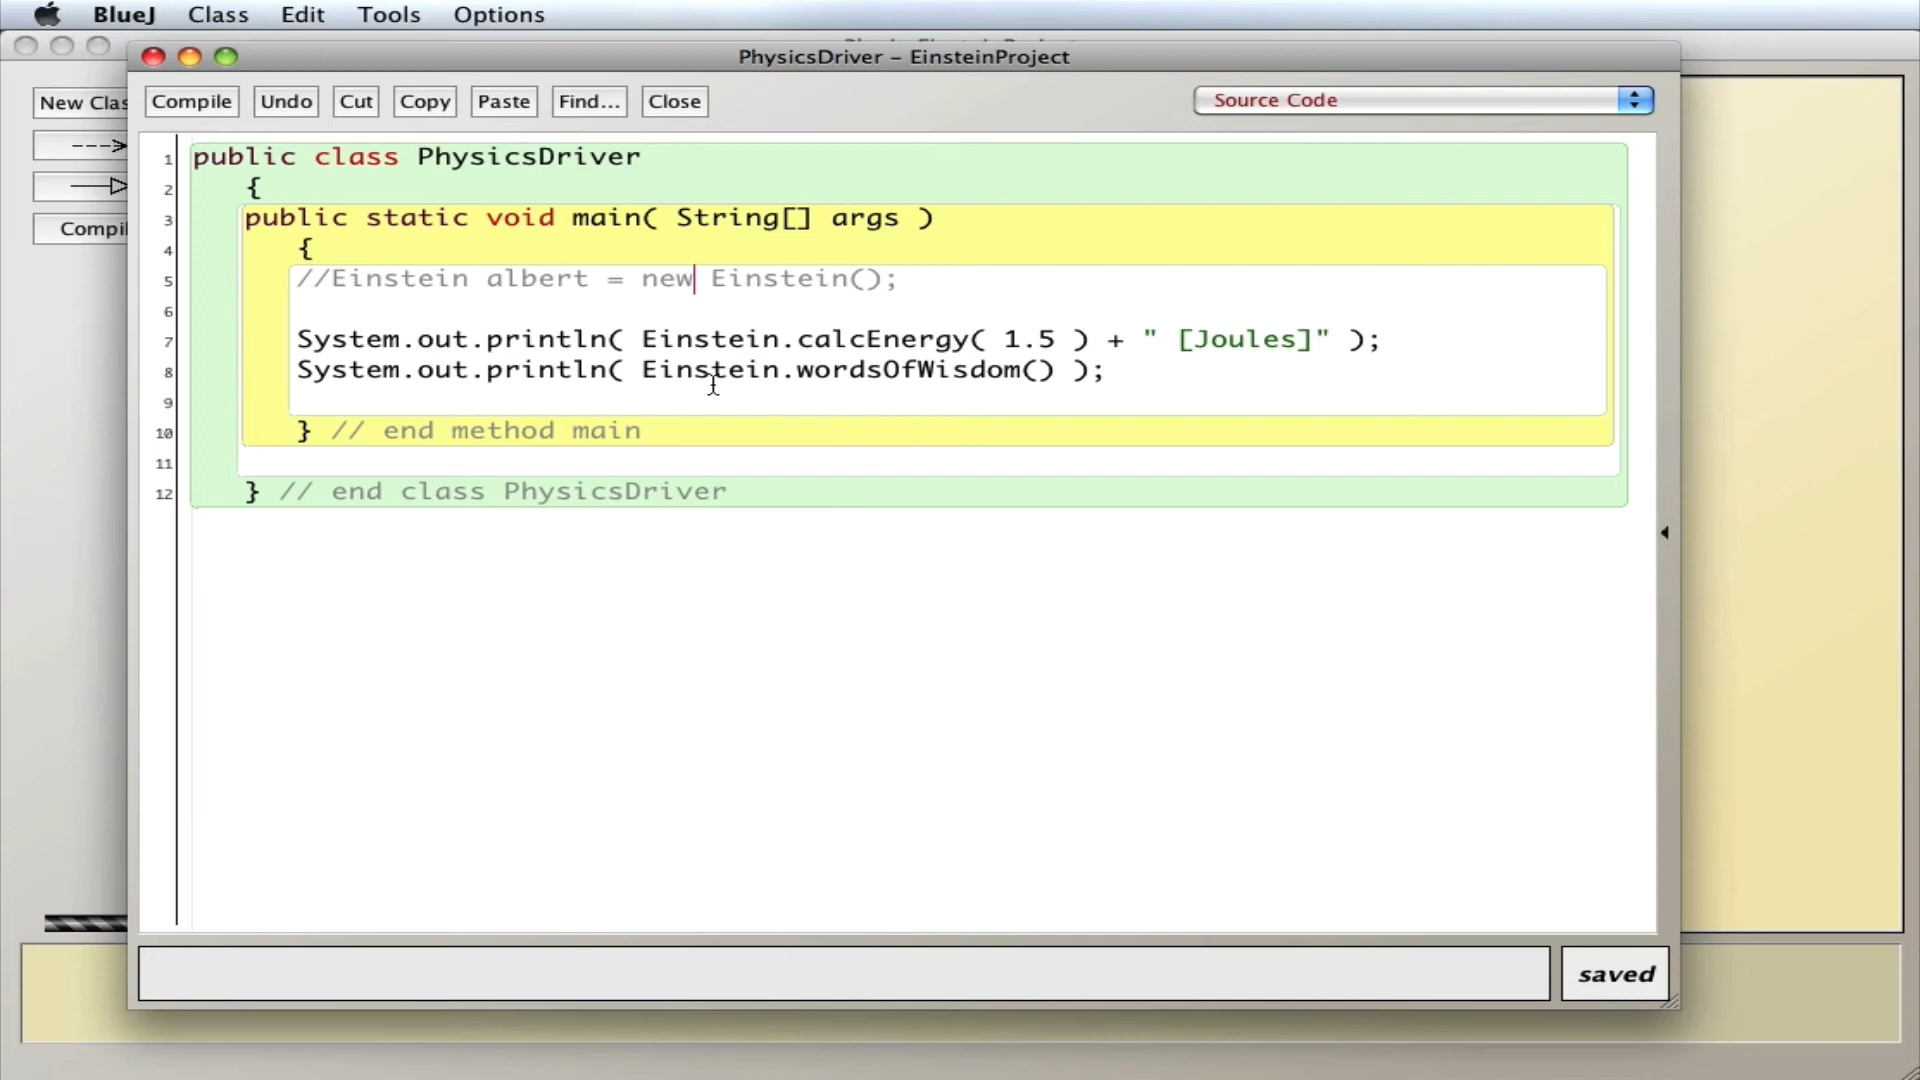 BlueJ Class Edit Tools Options
PhysicsDriver – EinsteinProject
New Clas
Compile Undo Cut Copy Paste Find... Close
Source Code
--->
Compil
1 public class PhysicsDriver
2 {
3 public static void main( String[] args )
4 {
5 //Einstein albert = new Einstein();
6
7 System.out.println( Einstein.calcEnergy( 1.5 ) + " [Joules]" );
8 System.out.println( Einstein.wordsOfWisdom() );
9
10 } // end method main
11
12 } // end class PhysicsDriver
saved